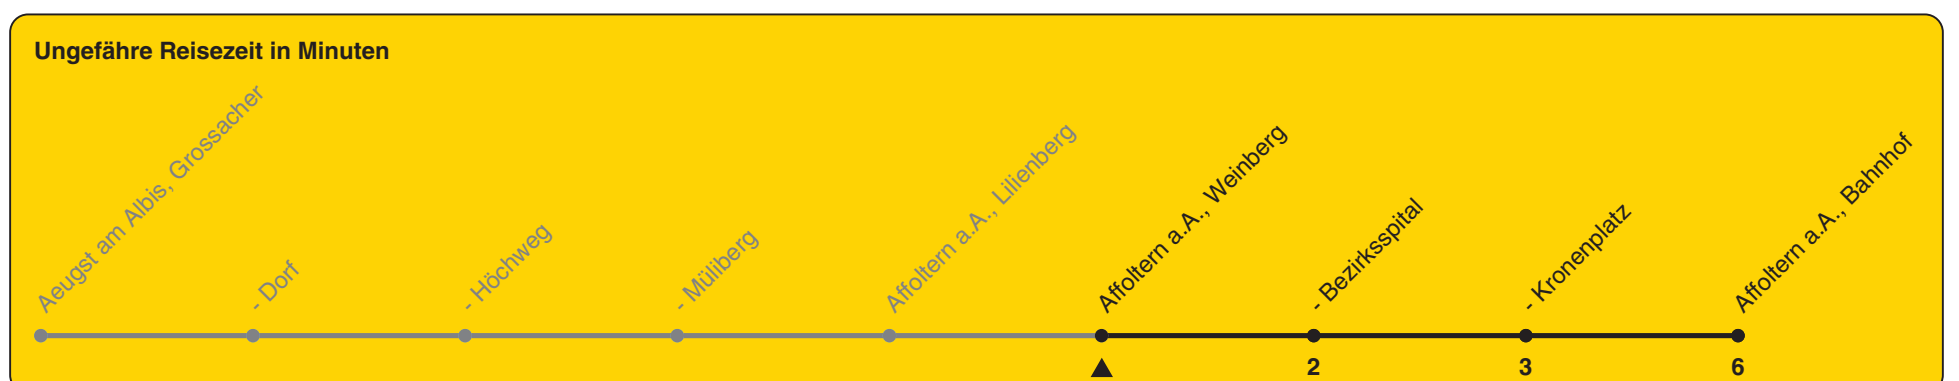 Ungefähre Reisezeit in Minuten
Aeugst am Albis, Grossacher
- Dorf
- Höchweg
- Müliberg
Affoltern a.A., Lilienberg
Affoltern a.A., Weinberg
- Bezirksspital
- Kronenplatz
Affoltern a.A., Bahnhof
2
3
6